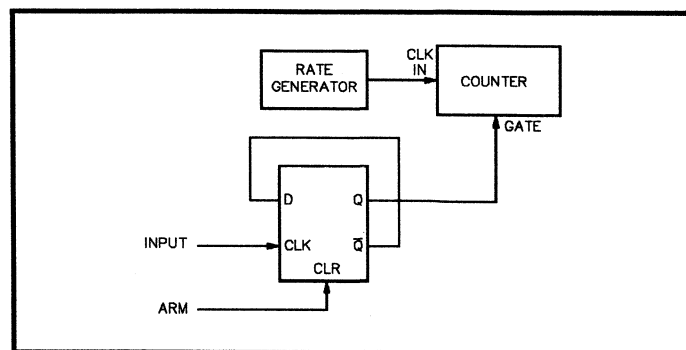 RATE
GENERATOR
CLK
IN
COUNTER
GATE
D
Q
INPUT
CLK
Q̅
CLR
ARM